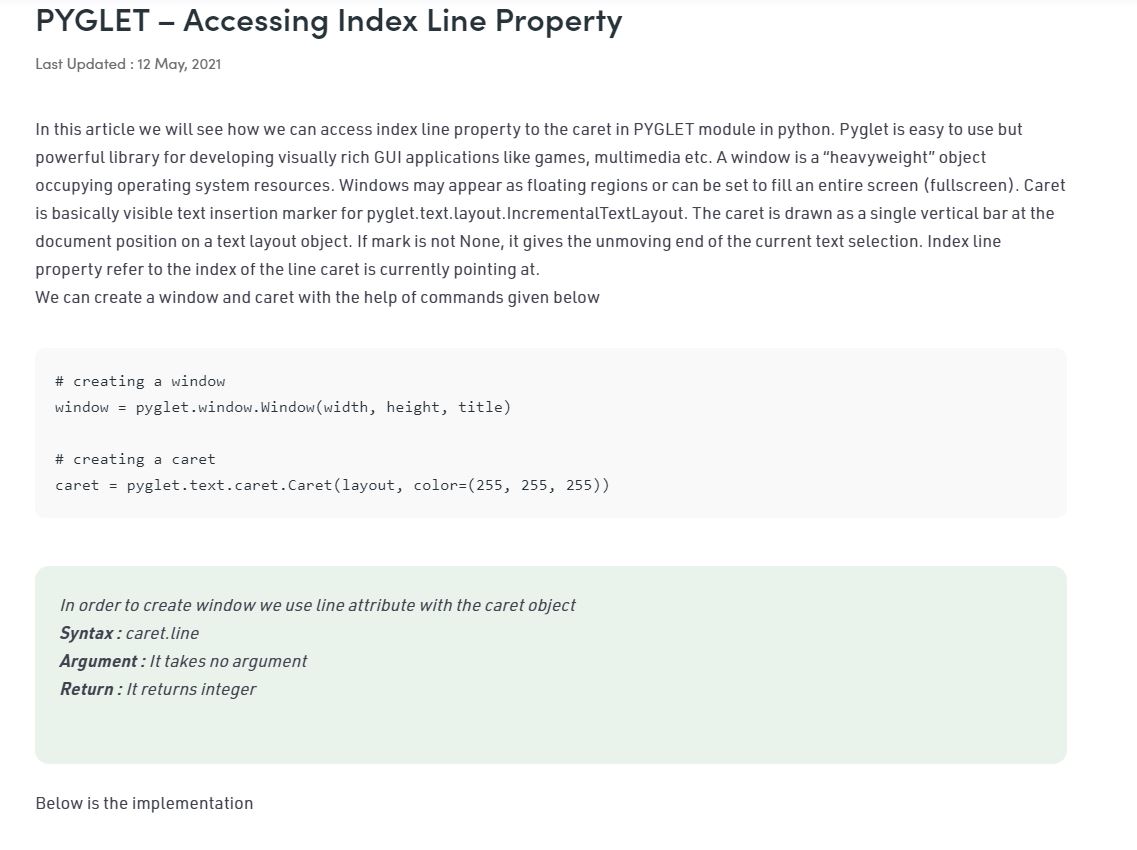 PYGLET – Accessing Index Line Property
Last Updated : 12 May, 2021
In this article we will see how we can access index line property to the caret in PYGLET module in python. Pyglet is easy to use but
powerful library for developing visually rich GUI applications like games, multimedia etc. A window is a “heavyweight” object
occupying operating system resources. Windows may appear as floating regions or can be set to fill an entire screen (fullscreen). Caret
is basically visible text insertion marker for pyglet.text.layout.IncrementalTextLayout. The caret is drawn as a single vertical bar at the
document position on a text layout object. If mark is not None, it gives the unmoving end of the current text selection. Index line
property refer to the index of the line caret is currently pointing at.
We can create a window and caret with the help of commands given below
# creating a window
window = pyglet.window.Window(width, height, title)
# creating a caret
caret = pyglet.text.caret.Caret(layout, color=(255, 255, 255))
In order to create window we use line attribute with the caret object
Syntax : caret.line
Argument : It takes no argument
Return : It returns integer
Below is the implementation